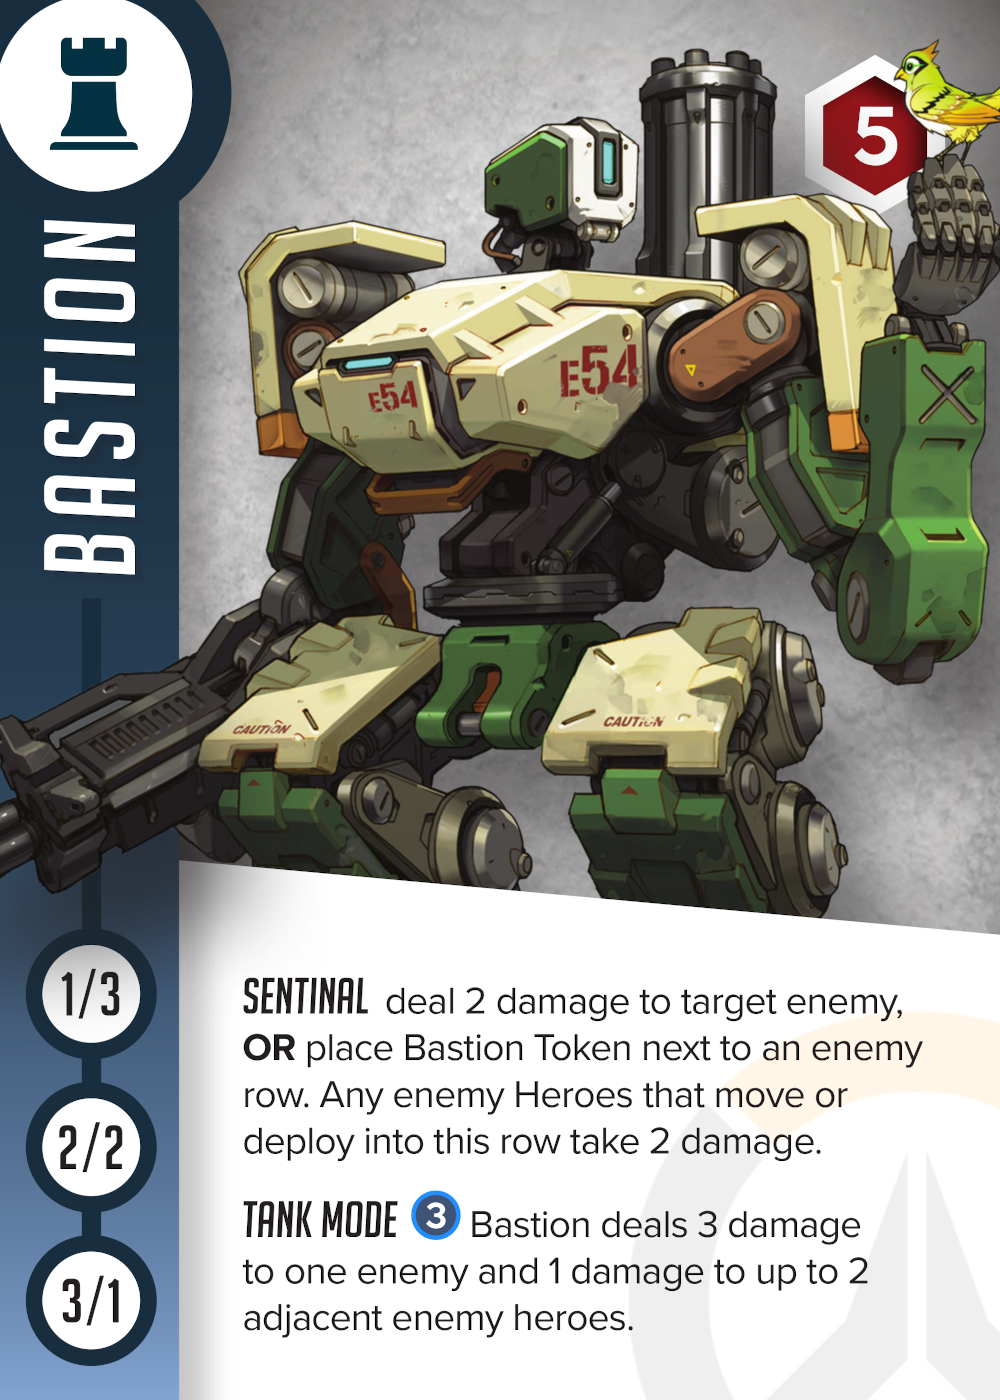 5
BASTION
E54
E54
CAUTION
CAUTION
1/3
2/2
3/1
SENTINAL deal 2 damage to target enemy,
OR place Bastion Token next to an enemy
row. Any enemy Heroes that move or
deploy into this row take 2 damage.
TANK MODE 3 Bastion deals 3 damage
to one enemy and 1 damage to up to 2
adjacent enemy heroes.